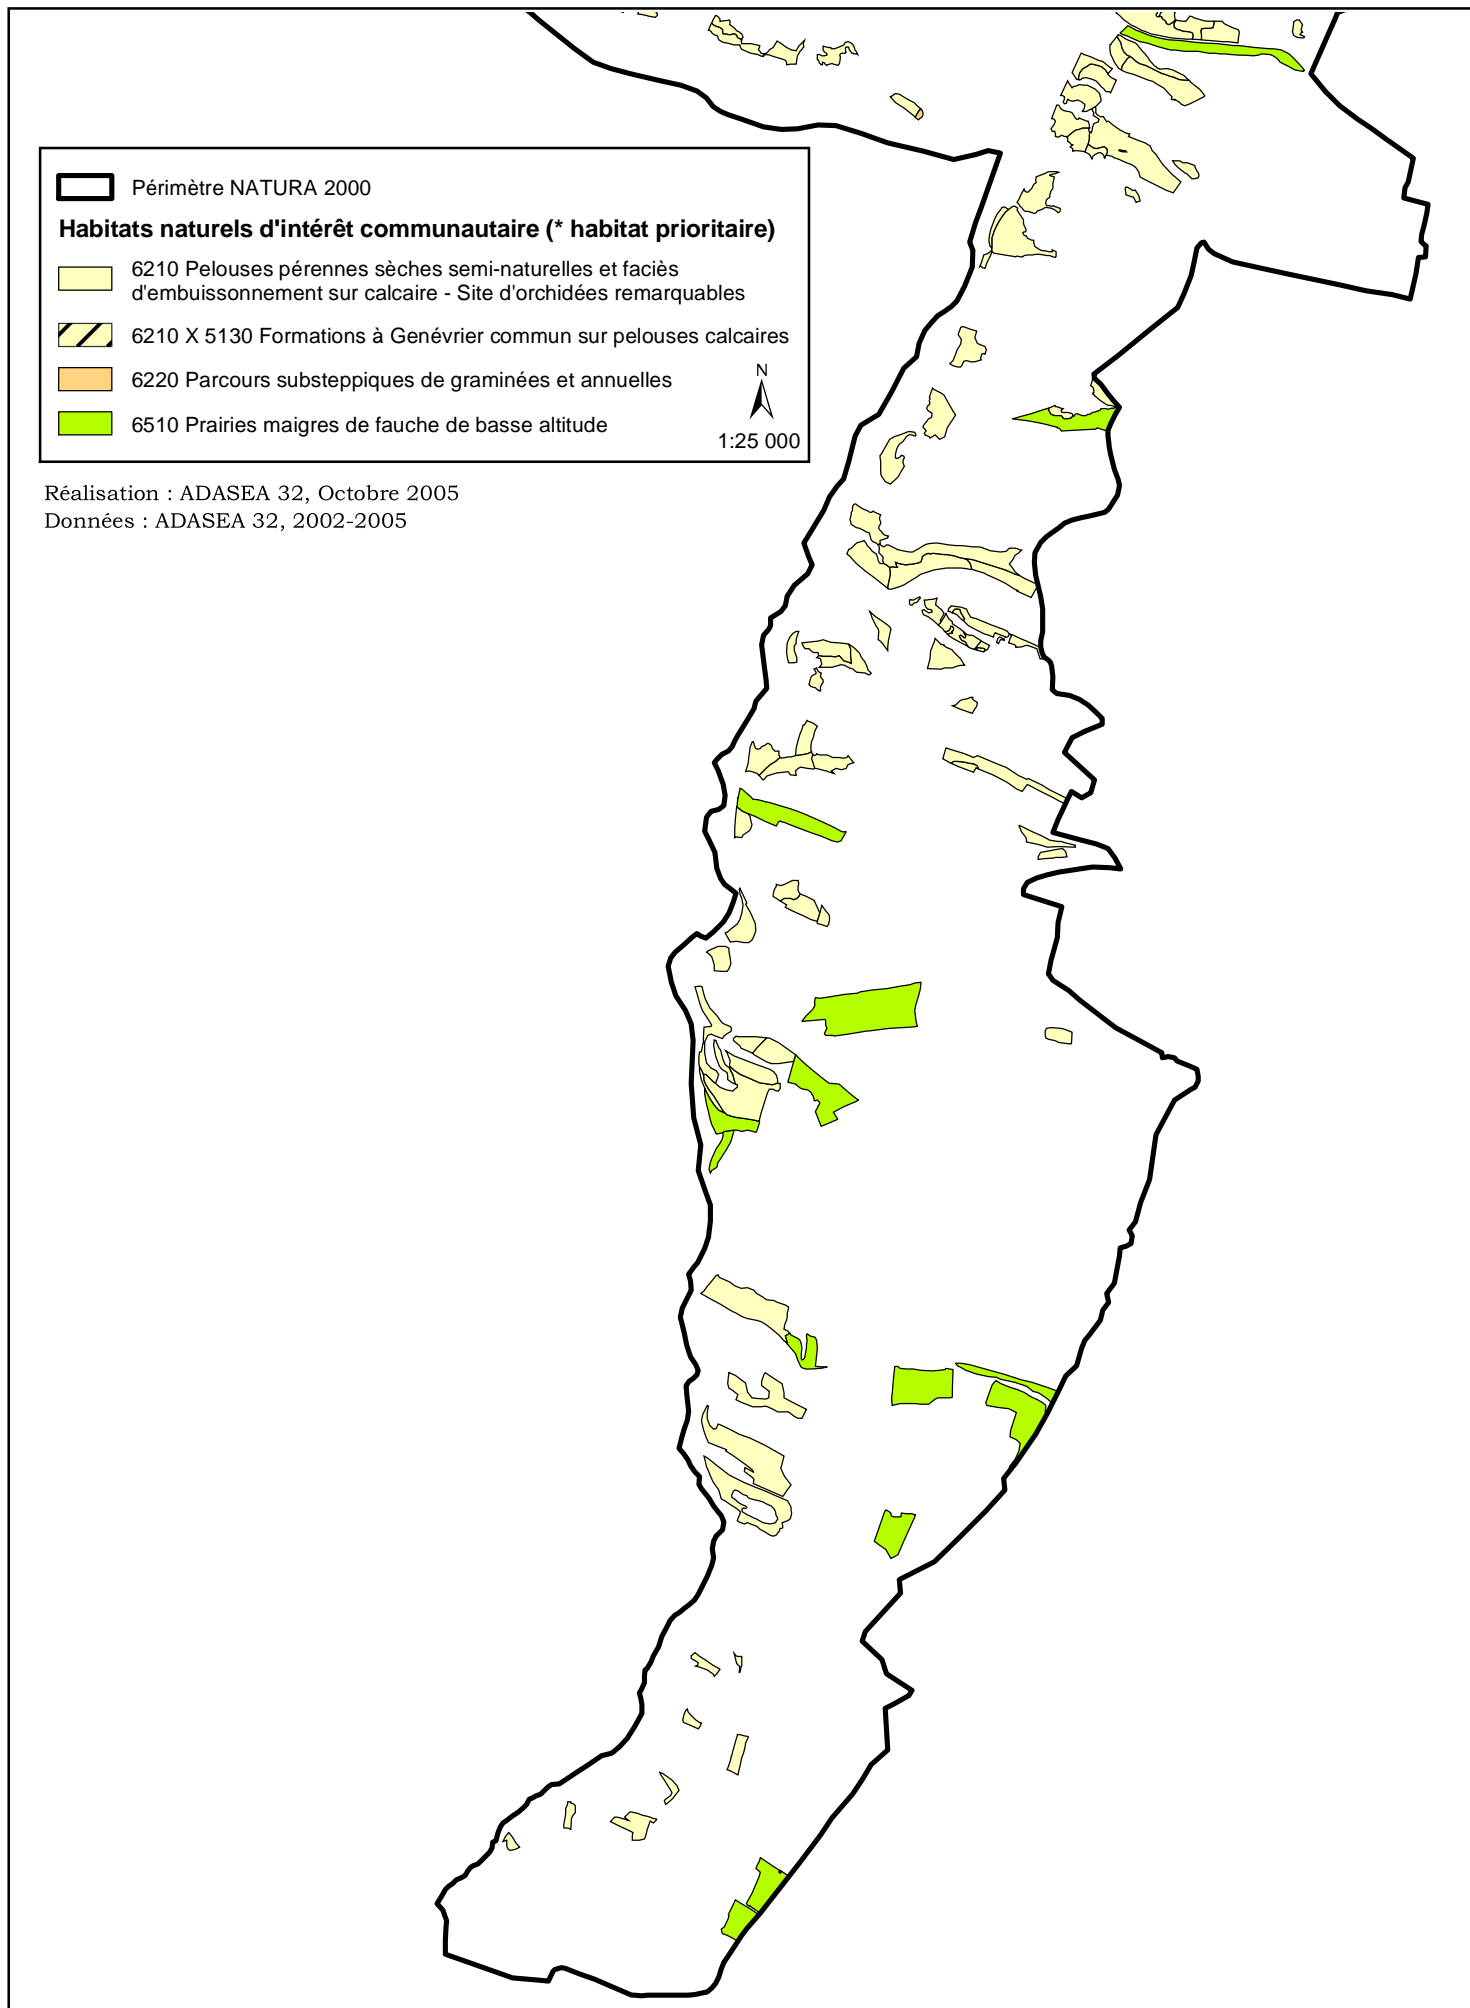 Périmètre NATURA 2000
Habitats naturels d'intérêt communautaire (* habitat prioritaire)
6210 Pelouses pérennes sèches semi-naturelles et faciès
d'embuissonnement sur calcaire - Site d'orchidées remarquables
6210 X 5130 Formations à Genévrier commun sur pelouses calcaires
6220 Parcours substeppiques de graminées et annuelles
6510 Prairies maigres de fauche de basse altitude
N
1:25 000
Réalisation : ADASEA 32, Octobre 2005
Données : ADASEA 32, 2002-2005